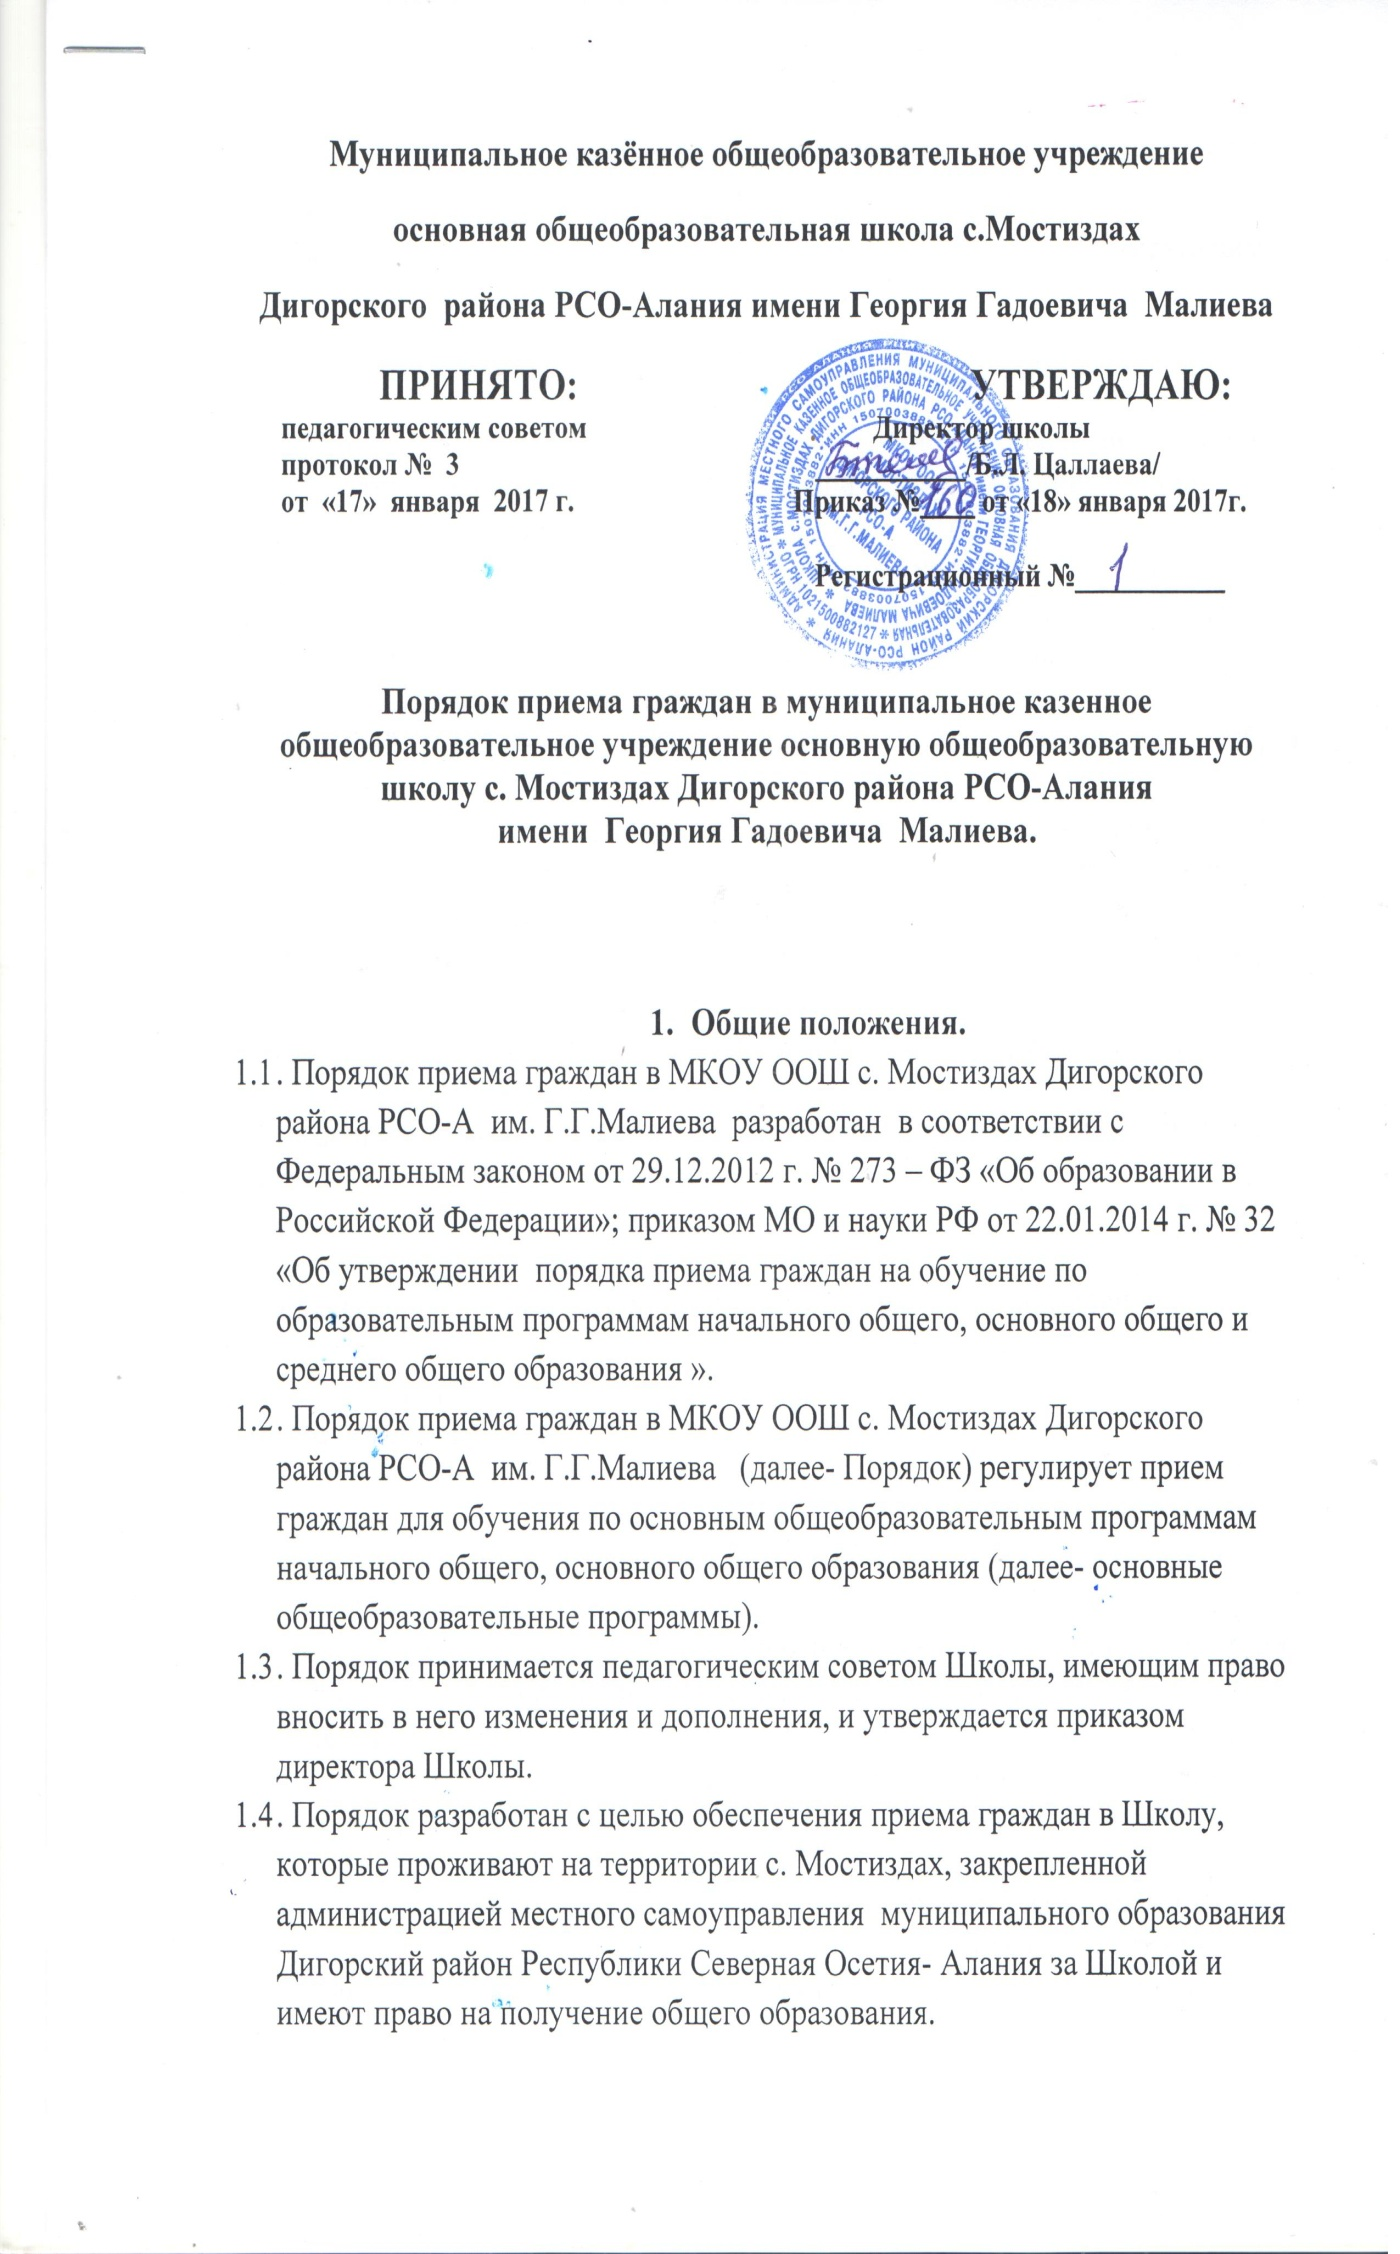 Муниципальное казённое общеобразовательное учреждение
основная общеобразовательная школа с.Мостиздах
Дигорского района РСО-Алания имени Георгия Гадоевича Малиева
ПРИНЯТО:
педагогическим советом
протокол № 3
от «17» января 2017 г.
УТВЕРЖДАЮ:
Директор школы
/Б.Л. Цаллаева/
Приказ № 160 от «18» января 2017г.
Регистрационный № 1
Порядок приема граждан в муниципальное казенное
общеобразовательное учреждение основную общеобразовательную
школу с. Мостиздах Дигорского района РСО-Алания
имени Георгия Гадоевича Малиева.
1. Общие положения.
1.1. Порядок приема граждан в МКОУ ООШ с. Мостиздах Дигорского
района РСО-А им. Г.Г.Малиева разработан в соответствии с
Федеральным законом от 29.12.2012 г. № 273 – ФЗ «Об образовании в
Российской Федерации»; приказом МО и науки РФ от 22.01.2014 г. № 32
«Об утверждении порядка приема граждан на обучение по
образовательным программам начального общего, основного общего и
среднего общего образования ».
1.2. Порядок приема граждан в МКОУ ООШ с. Мостиздах Дигорского
района РСО-А им. Г.Г.Малиева (далее- Порядок) регулирует прием
граждан для обучения по основным общеобразовательным программам
начального общего, основного общего образования (далее- основные
общеобразовательные программы).
1.3. Порядок принимается педагогическим советом Школы, имеющим право
вносить в него изменения и дополнения, и утверждается приказом
директора Школы.
1.4. Порядок разработан с целью обеспечения приема граждан в Школу,
которые проживают на территории с. Мостиздах, закрепленной
администрацией местного самоуправления муниципального образования
Дигорский район Республики Северная Осетия- Алания за Школой и
имеют право на получение общего образования.